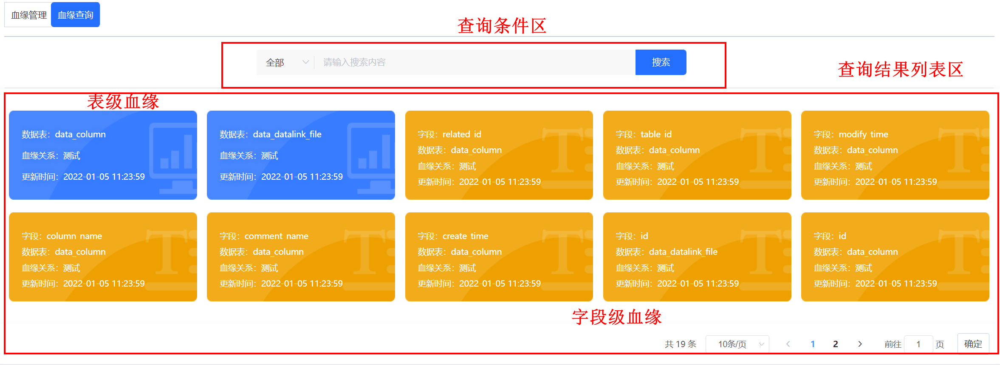 血缘管理 血缘查询
查询条件区
全部 请输入搜索内容 搜索
查询结果列表区
表级血缘
数据表：data_column
血缘关系：测试
更新时间：2022-01-05 11:23:59
数据表：data_datalink_file
血缘关系：测试
更新时间：2022-01-05 11:23:59
字段：related id
数据表：data_column
血缘关系：测试
更新时间：2022-01-05 11:23:59
字段：table id
数据表：data_column
血缘关系：测试
更新时间：2022-01-05 11:23:59
字段：modify time
数据表：data_column
血缘关系：测试
更新时间：2022-01-05 11:23:59
字段：column name
数据表：data_column
血缘关系：测试
更新时间：2022-01-05 11:23:59
字段：comment name
数据表：data_column
血缘关系：测试
更新时间：2022-01-05 11:23:59
字段：create time
数据表：data_column
血缘关系：测试
更新时间：2022-01-05 11:23:59
字段：id
数据表：data_datalink_file
血缘关系：测试
更新时间：2022-01-05 11:23:59
字段：id
数据表：data_column
血缘关系：测试
更新时间：2022-01-05 11:23:59
字段级血缘
共 19 条 10条/页 1 2 前往 1 页 确定